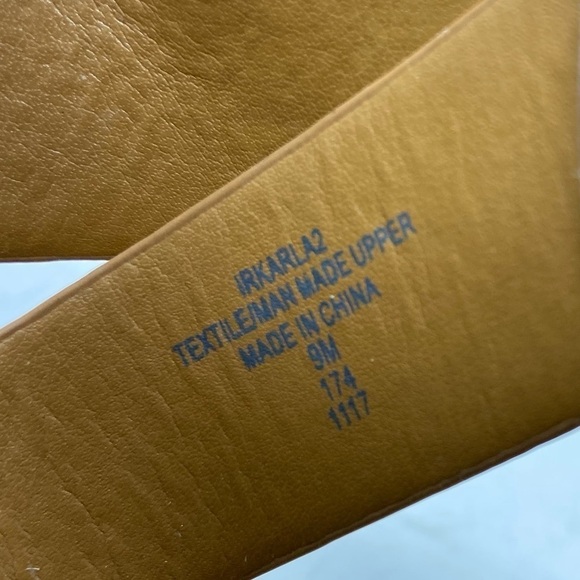 IRKARLA2
TEXTILE/MAN MADE UPPER
MADE IN CHINA
9M
174
1117